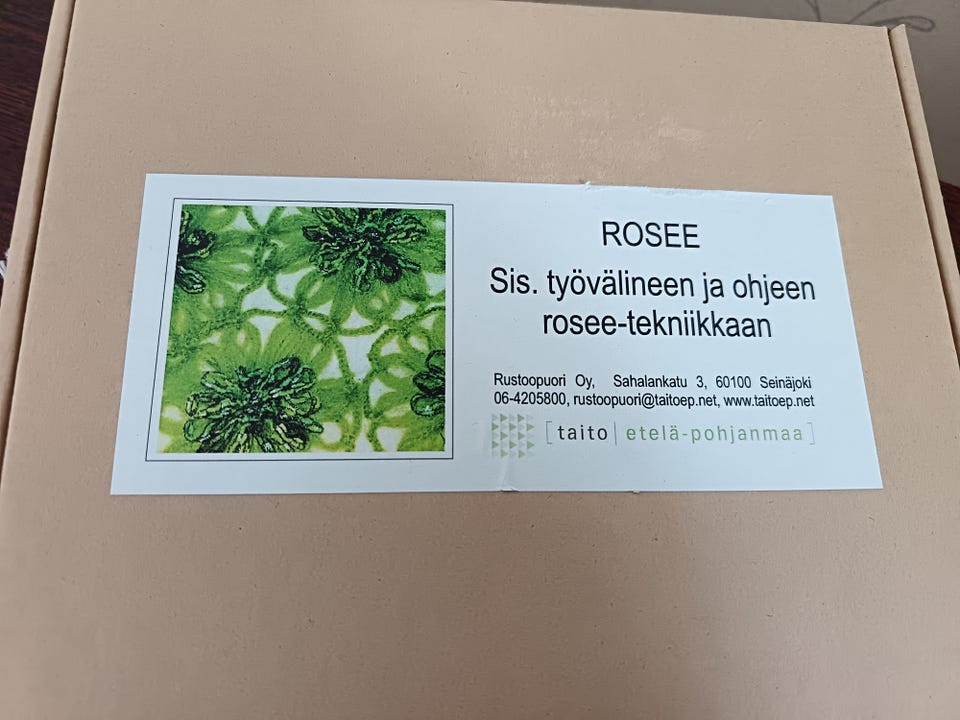 ROSEE
Sis. työvälineen ja ohjeen
rosee-tekniikkaan
Rustoopuori Oy, Sahalankatu 3, 60100 Seinäjoki
06-4205800, rustoopuori@taitoep.net, www.taitoep.net
[taito| etelä-pohjanmaa]